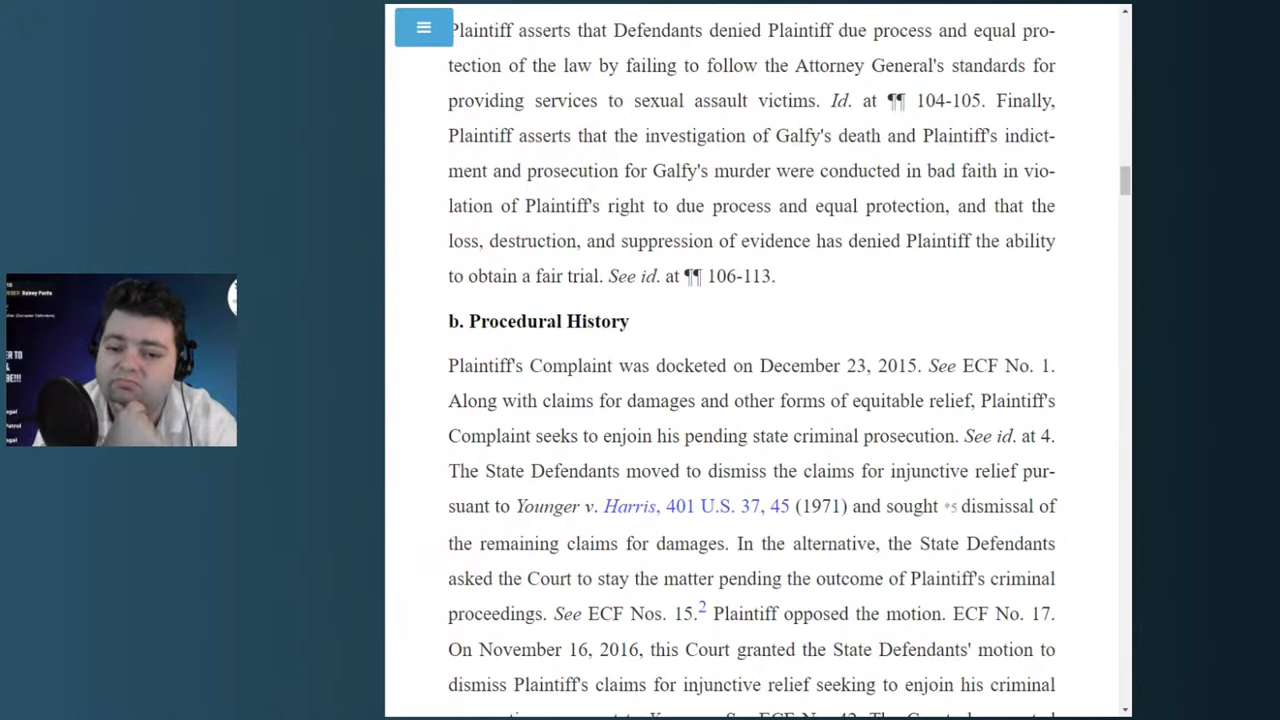 Plaintiff asserts that Defendants denied Plaintiff due process and equal pro-
tection of the law by failing to follow the Attorney General's standards for
providing services to sexual assault victims. Id. at ¶¶ 104-105. Finally,
Plaintiff asserts that the investigation of Galfy's death and Plaintiff's indict-
ment and prosecution for Galfy's murder were conducted in bad faith in vio-
lation of Plaintiff's right to due process and equal protection, and that the
loss, destruction, and suppression of evidence has denied Plaintiff the ability
to obtain a fair trial. See id. at ¶¶ 106-113.
b. Procedural History
Plaintiff's Complaint was docketed on December 23, 2015. See ECF No. 1.
Along with claims for damages and other forms of equitable relief, Plaintiff's
Complaint seeks to enjoin his pending state criminal prosecution. See id. at 4.
The State Defendants moved to dismiss the claims for injunctive relief pur-
suant to Younger v. Harris, 401 U.S. 37, 45 (1971) and sought *5 dismissal of
the remaining claims for damages. In the alternative, the State Defendants
asked the Court to stay the matter pending the outcome of Plaintiff's criminal
proceedings. See ECF Nos. 15.2 Plaintiff opposed the motion. ECF No. 17.
On November 16, 2016, this Court granted the State Defendants' motion to
dismiss Plaintiff's claims for injunctive relief seeking to enjoin his criminal